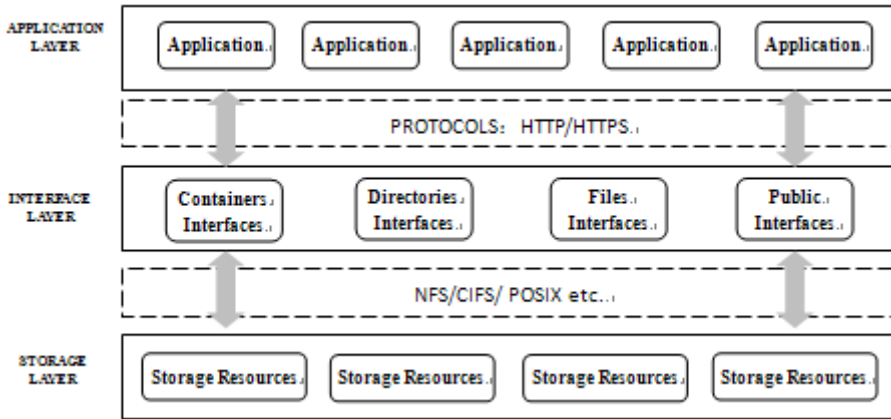 APPLICATION
LAYER
Application.
Application.
Application.
Application.
Application.
PROTOCOLS: HTTP/HTTPS.
INTERFACE
LAYER
Containers
Interfaces.
Directories
Interfaces.
Files.
Interfaces.
Public.
Interfaces.
NFS/CIFS/ POSIX etc..
STORAGE
LAYER
Storage Resources
Storage Resources.
Storage Resources.
Storage Resources.